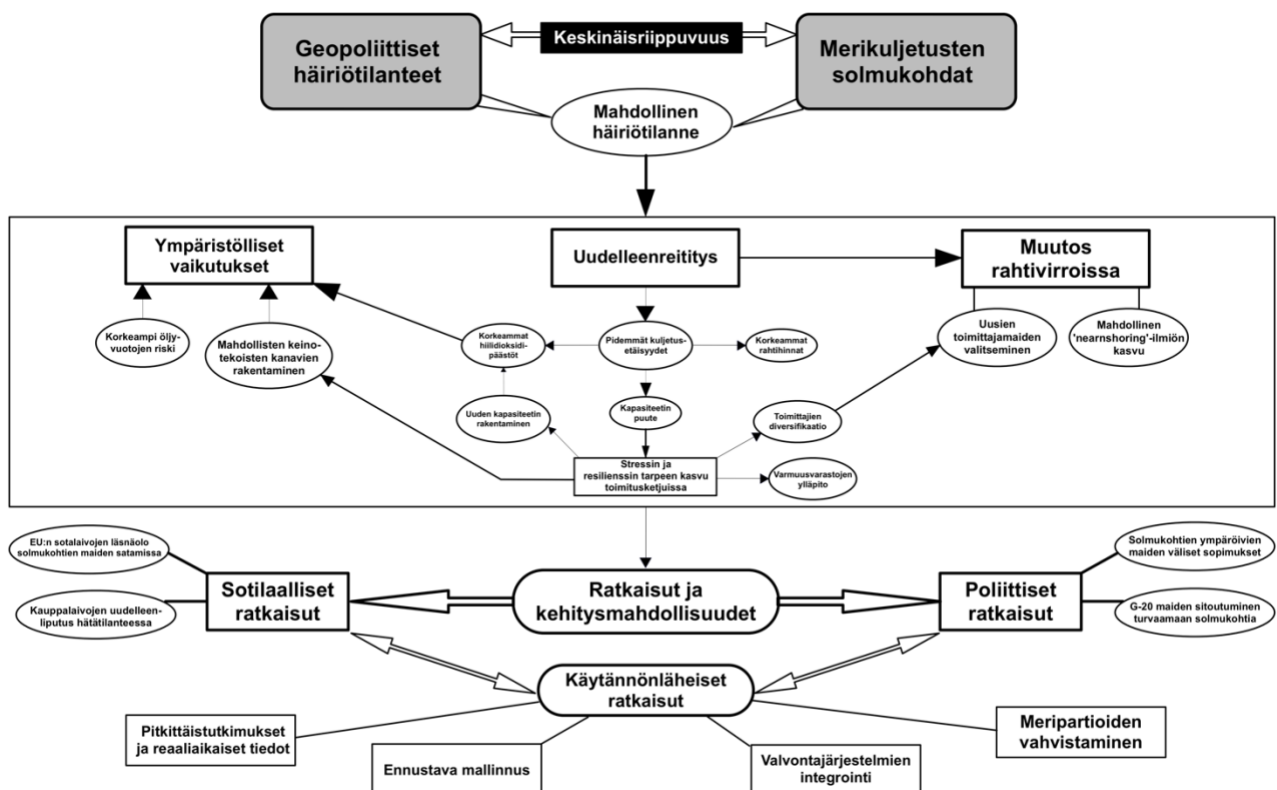 Geopoliittiset
häiriötilanteet
Keskinäisriippuvuus
Merikuljetusten
solmukohdat
Mahdollinen
häiriötilanne
Ympäristölliset
vaikutukset
Uudelleenreititys
Muutos
rahtivirroissa
Korkeampi öljy-
vuotojen riski
Mahdollisten keino-
tekoisten kanavien
rakentaminen
Korkeammat
hiilidioksidi-
päästöt
Pidemmät kuljetus-
etäisyydet
Korkeammat
rahtihinnat
Uusien
toimittajamaiden
valitseminen
Mahdollinen
'nearnshoring'-ilmiön
kasvu
Uuden kapasiteetin
rakentaminen
Kapasiteetin
puute
Toimittajien
diversifikaatio
Stressin ja
resilienssin tarpeen kasvu
toimitusketjuissa
Varmuusvarastojen
ylläpito
EU:n sotalaivojen läsnäolo
solmukohtien maiden satamissa
Kauppalaivojen uudelleen-
liputus hätätilanteessa
Sotilaalliset
ratkaisut
Ratkaisut ja
kehitysmahdollisuudet
Poliittiset
ratkaisut
Solmukohtien ympäröivien
maiden väliset sopimukset
G-20 maiden sitoutuminen
turvaamaan solmukohtia
Käytännönläheiset
ratkaisut
Pitkittäistutkimukset
ja reaaliaikaiset tiedot
Ennustava mallinnus
Valvontajärjestelmien
integrointi
Meripartioiden
vahvistaminen